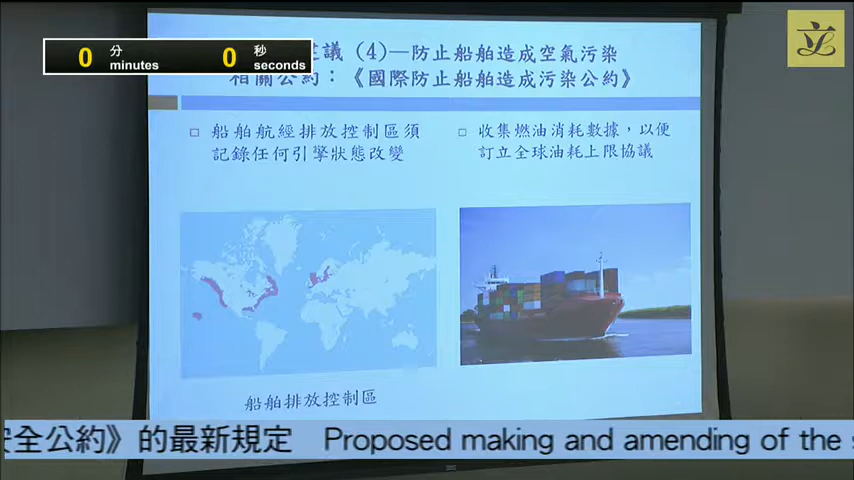 0 分 minutes 0 秒 seconds
議 (4)—防止船舶造成空氣污染
相關公約：《國際防止船舶造成污染公約》
□ 船舶航經排放控制區須
記錄任何引擎狀態改變
□ 收集燃油消耗數據，以便
訂立全球油耗上限協議
船舶排放控制區
安全公約》的最新規定 Proposed making and amending of the